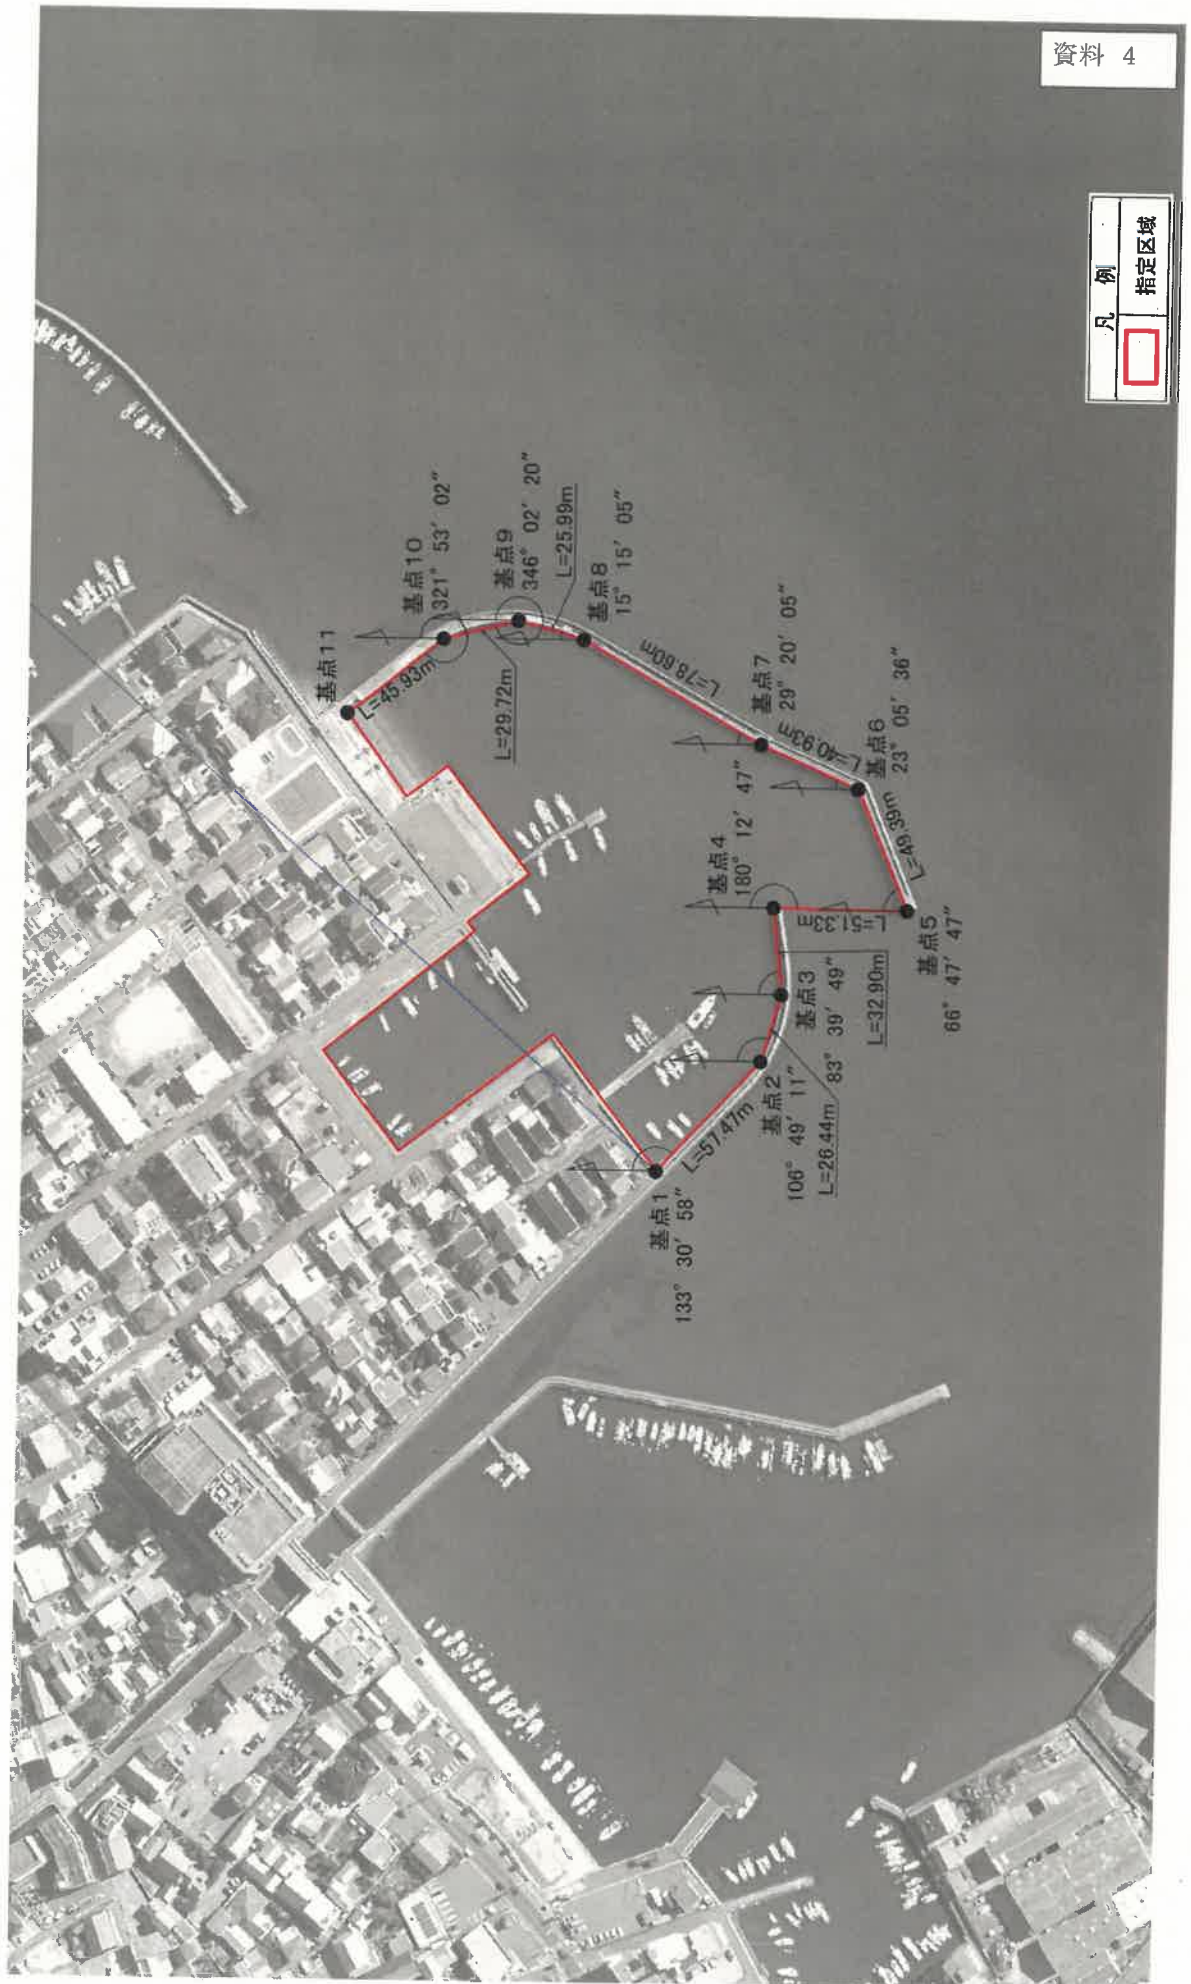 資料 4
凡 例
指定区域
基点11
L=45.93m
基点10
321° 53′ 02″
L=29.72m
基点9
346° 02′ 20″
L=25.99m
基点8
15° 15′ 05″
L=78.60m
基点7
29° 20′ 05″
L=40.93m
基点6
23° 05′ 36″
L=49.39m
基点5
66° 47′ 47″
L=51.33m
基点4
180° 12′ 47″
L=32.90m
基点3
83° 39′ 49″
L=26.44m
基点2
106° 49′ 11″
L=57.47m
基点1
133° 30′ 58″